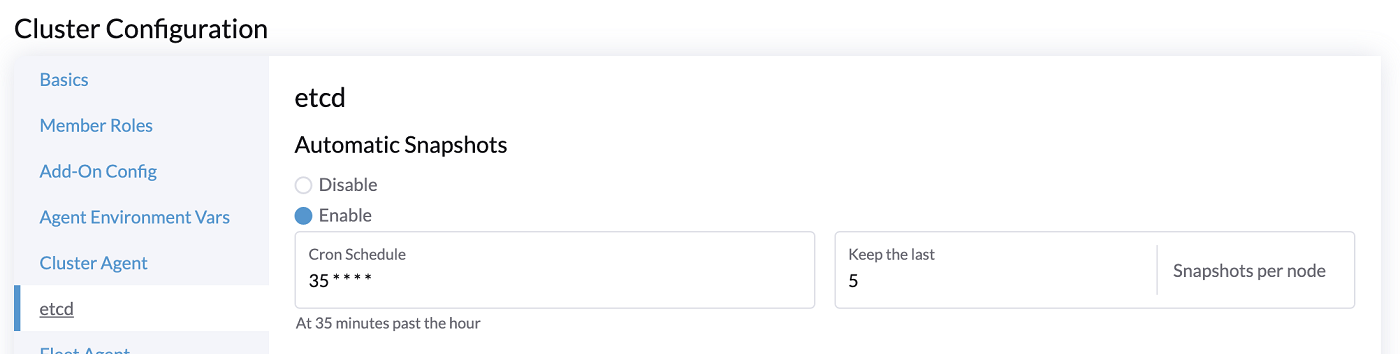 Cluster Configuration
Basics
Member Roles
Add-On Config
Agent Environment Vars
Cluster Agent
etcd
Fleet Agent
etcd
Automatic Snapshots
Disable
Enable
Cron Schedule
35 * * * *
At 35 minutes past the hour
Keep the last
5
Snapshots per node